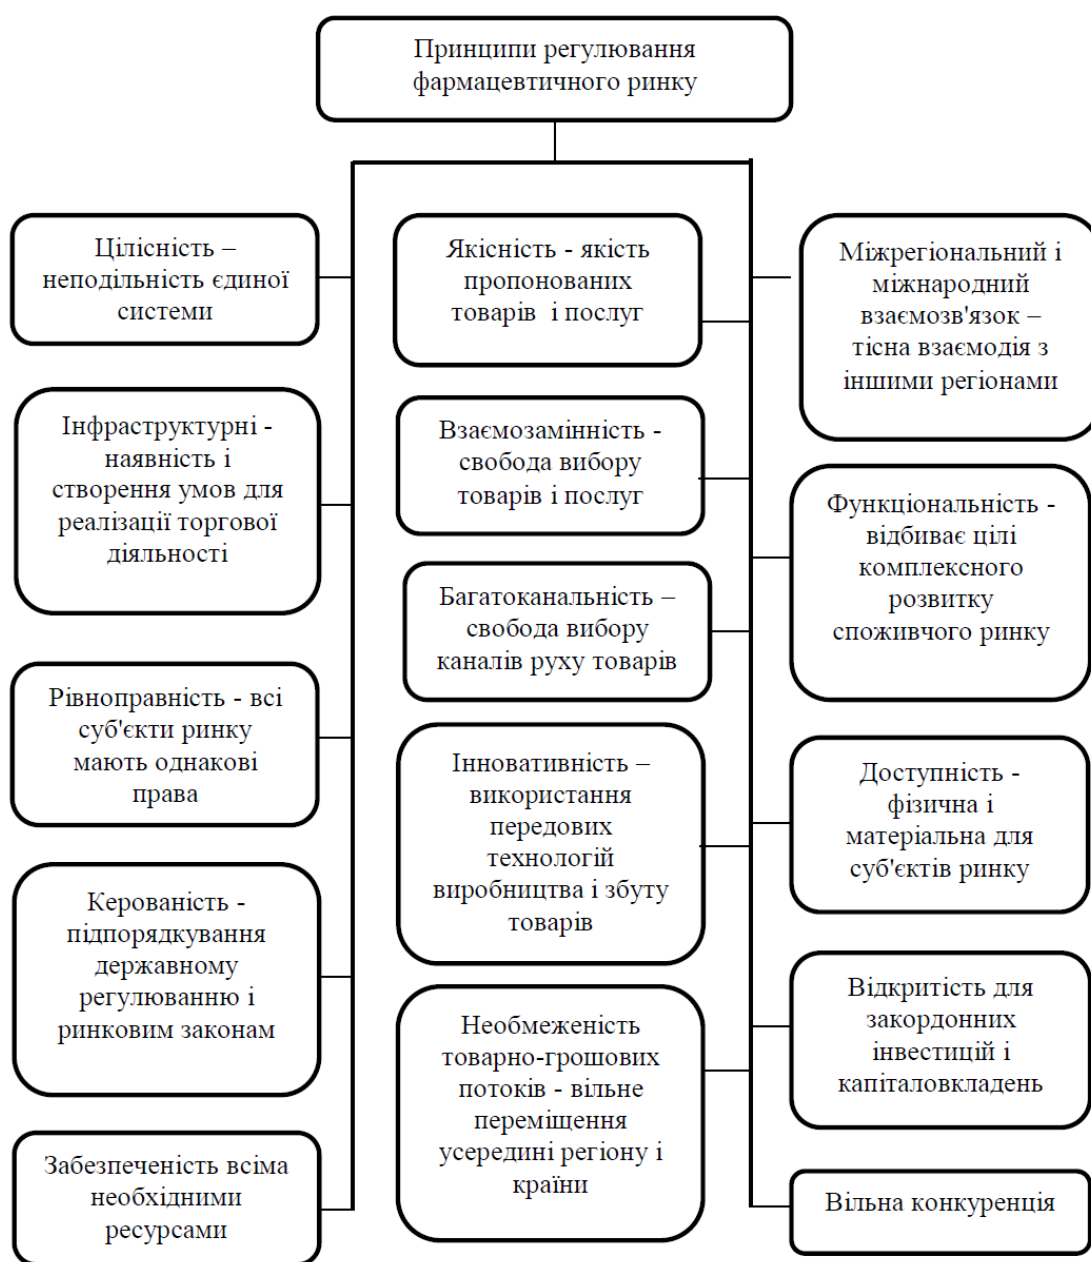 Принципи регулювання
фармацевтичного ринку
Цілісність –
неподільність єдиної
системи
Інфраструктурні -
наявність і
створення умов для
реалізації торгової
діяльності
Рівноправність - всі
суб'єкти ринку
мають однакові
права
Керованість -
підпорядкування
державному
регулюванню і
ринковим законам
Забезпеченість всіма
необхідними
ресурсами
Якісність - якість
пропонованих
товарів і послуг
Взаємозамінність -
свобода вибору
товарів і послуг
Багатоканальність –
свобода вибору
каналів руху товарів
Інновативність –
використання
передових
технологій
виробництва і збуту
товарів
Необмеженість
товарно-грошових
потоків - вільне
переміщення
усередині регіону і
країни
Міжрегіональний і
міжнародний
взаємозв'язок –
тісна взаємодія з
іншими регіонами
Функціональність -
відбиває цілі
комплексного
розвитку
споживчого ринку
Доступність -
фізична і
матеріальна для
суб'єктів ринку
Відкритість для
закордонних
інвестицій і
капіталовкладень
Вільна конкуренція